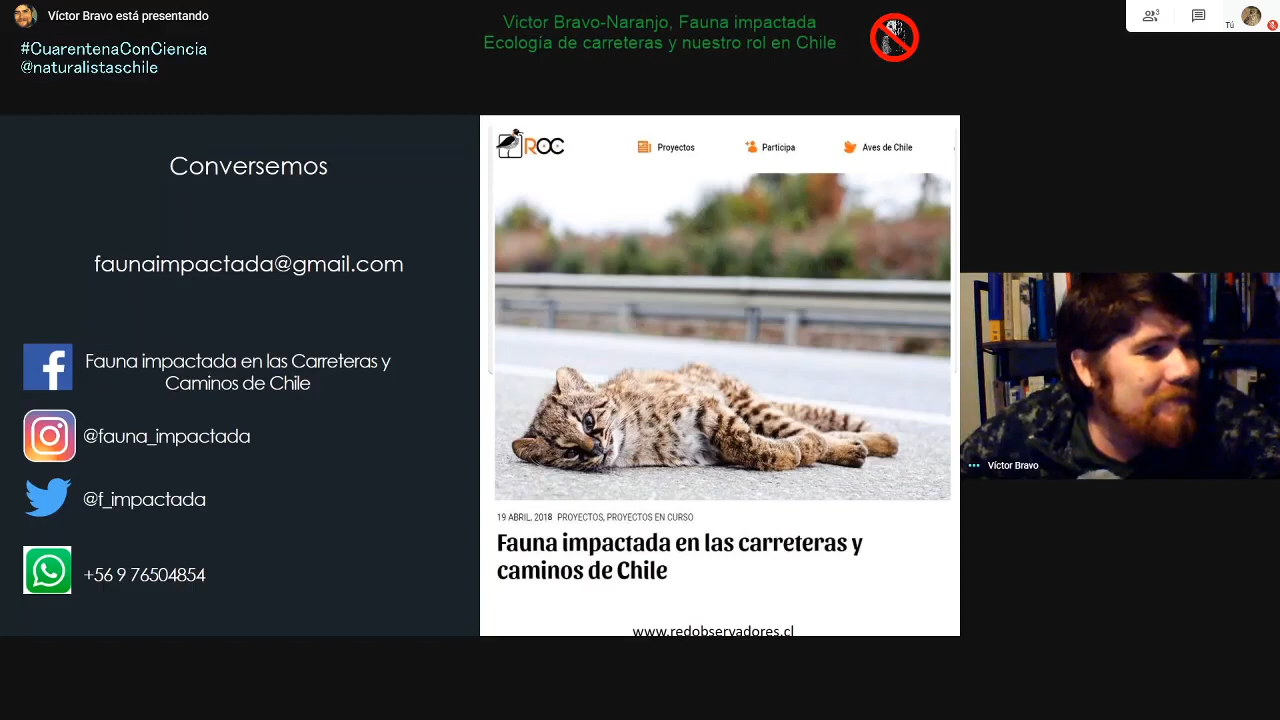 Víctor Bravo está presentando
#CuarentenaConCiencia
@naturalistaschile
Victor Bravo-Naranjo, Fauna impactada
Ecología de carreteras y nuestro rol en Chile
3
Tú
Conversemos
faunaimpactada@gmail.com
Fauna impactada en las Carreteras y
Caminos de Chile
@fauna_impactada
@f_impactada
+56 9 76504854
ROC
Proyectos
Participa
Aves de Chile
19 ABRIL, 2018 PROYECTOS, PROYECTOS EN CURSO
Fauna impactada en las carreteras y
caminos de Chile
www.redobservadores.cl
Víctor Bravo